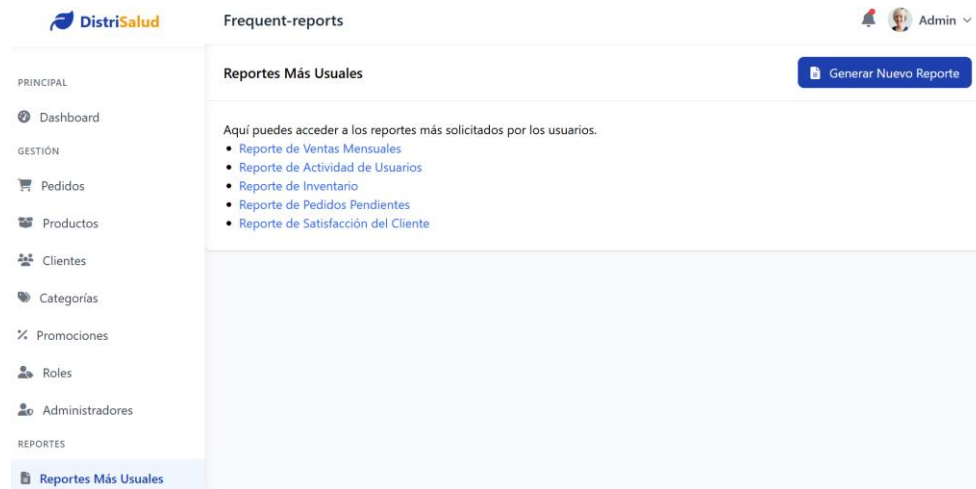 DistriSalud
Frequent-reports
Admin
PRINCIPAL
Dashboard
GESTIÓN
Pedidos
Productos
Clientes
Categorías
Promociones
Roles
Administradores
REPORTES
Reportes Más Usuales
Reportes Más Usuales
Generar Nuevo Reporte
Aquí puedes acceder a los reportes más solicitados por los usuarios.
Reporte de Ventas Mensuales
Reporte de Actividad de Usuarios
Reporte de Inventario
Reporte de Pedidos Pendientes
Reporte de Satisfacción del Cliente